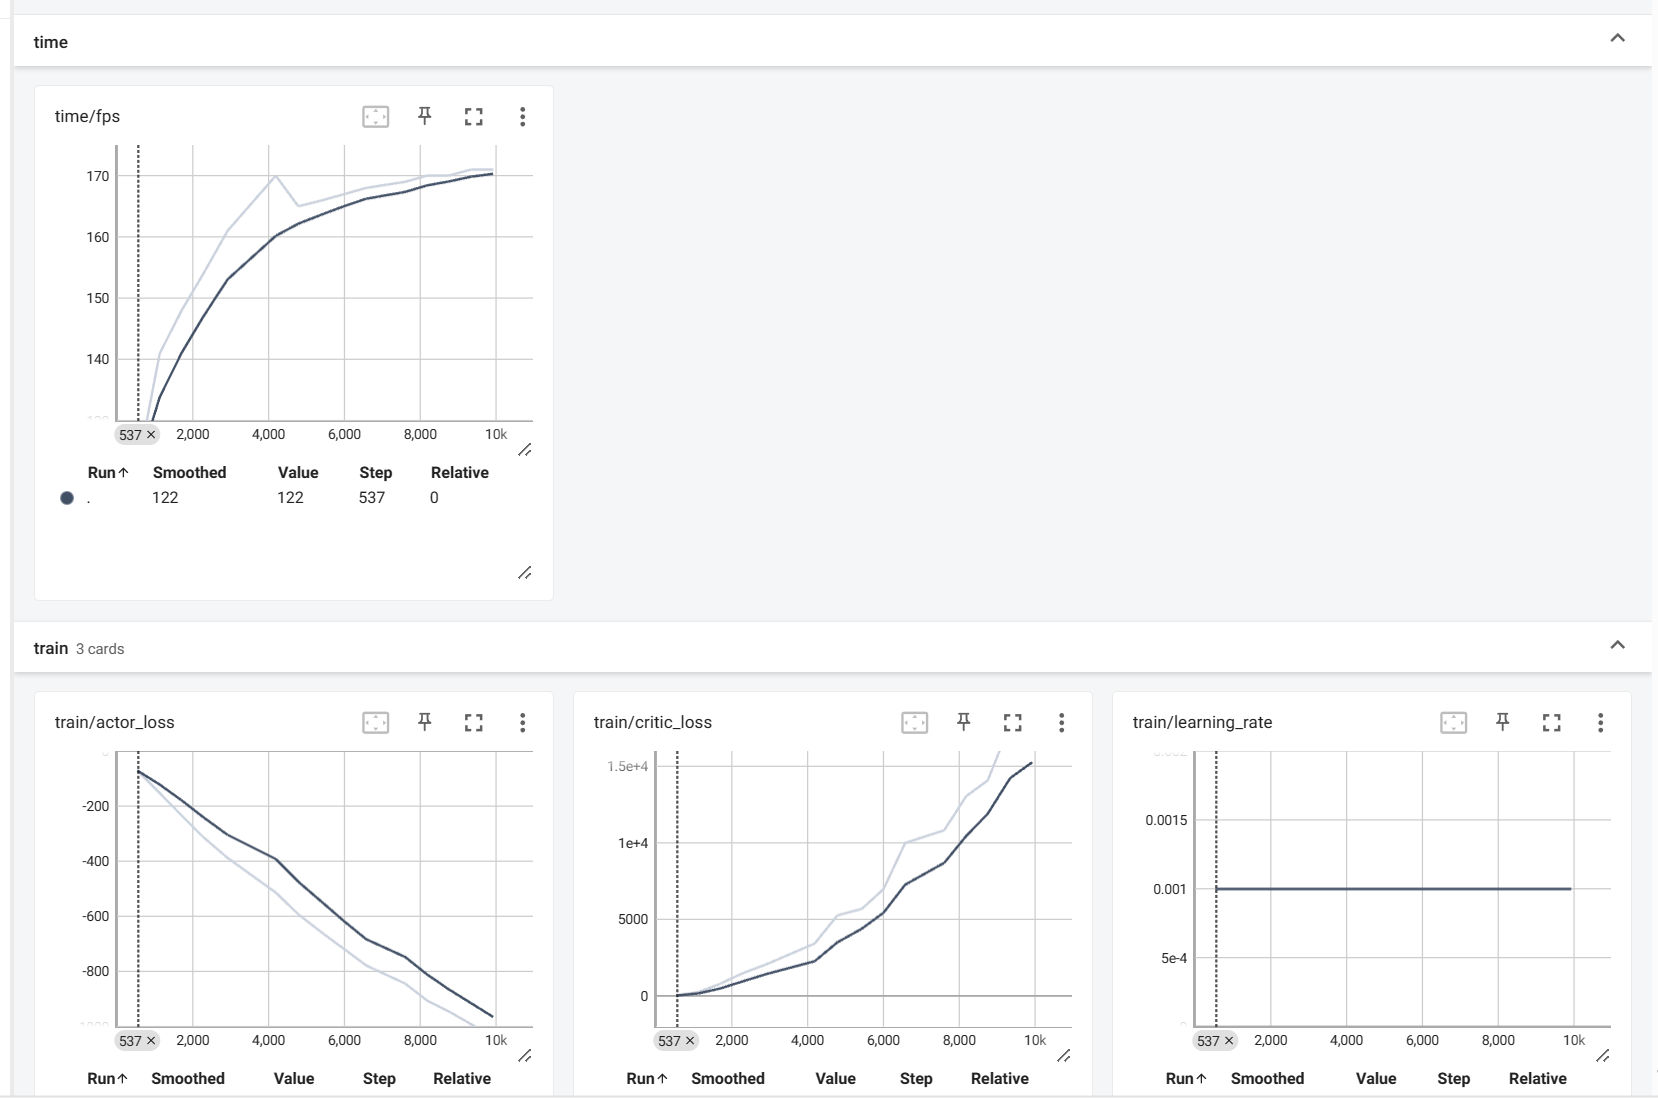 time
time/fps
170
160
150
140
537 × 2,000 4,000 6,000 8,000 10k
Run↑ Smoothed Value Step Relative
. 122 122 537 0
train 3 cards
train/actor_loss
-200
-400
-600
-800
537 × 2,000 4,000 6,000 8,000 10k
Run↑ Smoothed Value Step Relative
train/critic_loss
1.5e+4
1e+4
5000
0
537 × 2,000 4,000 6,000 8,000 10k
Run↑ Smoothed Value Step Relative
train/learning_rate
0.0015
0.001
5e-4
537 × 2,000 4,000 6,000 8,000 10k
Run↑ Smoothed Value Step Relative